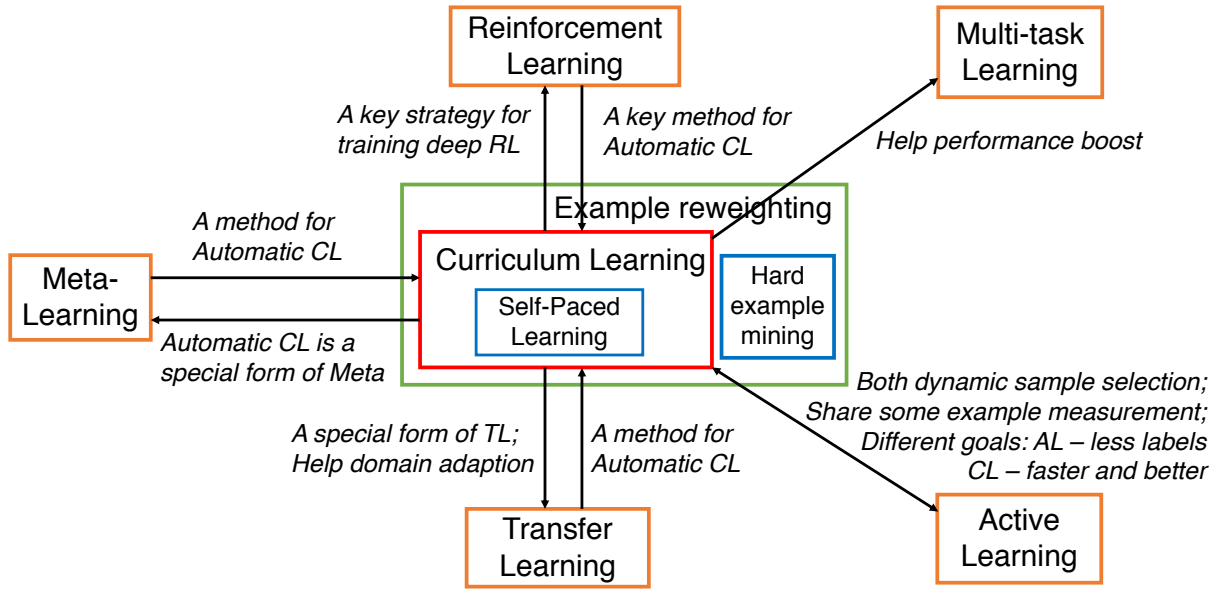 Reinforcement
Learning
Multi-task
Learning
A key strategy for
training deep RL
A key method for
Automatic CL
Help performance boost
Example reweighting
A method for
Automatic CL
Curriculum Learning
Meta-
Learning
Self-Paced
Learning
Hard
example
mining
Automatic CL is a
special form of Meta
Both dynamic sample selection;
Share some example measurement;
Different goals: AL – less labels
CL – faster and better
A special form of TL;
Help domain adaption
A method for
Automatic CL
Transfer
Learning
Active
Learning